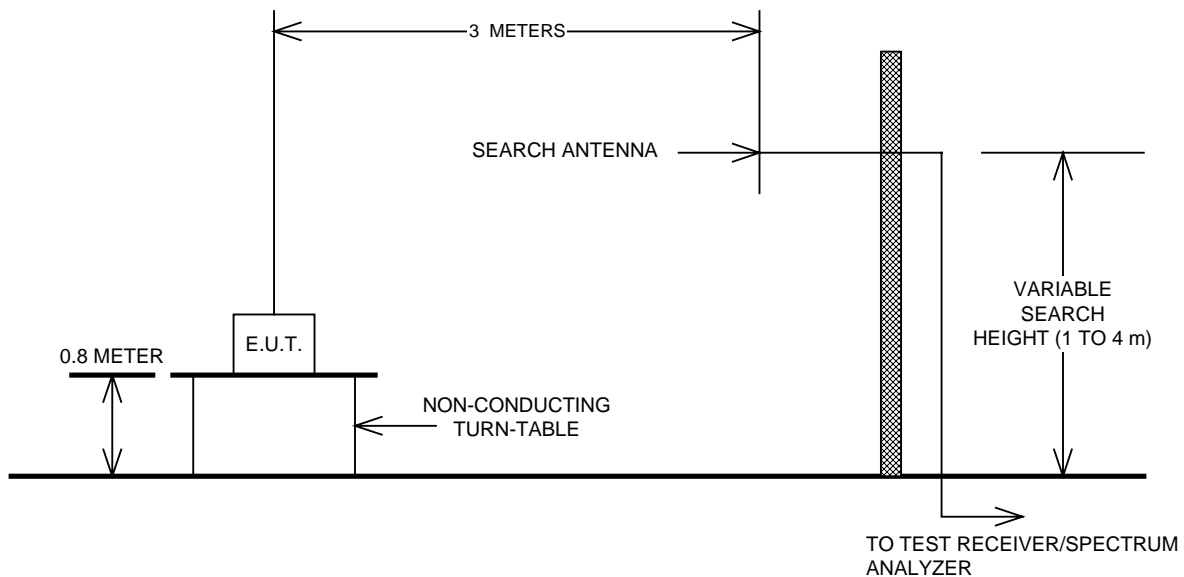 3 METERS
SEARCH ANTENNA
VARIABLE
SEARCH
HEIGHT (1 TO 4 m)
E.U.T.
0.8 METER
NON-CONDUCTING
TURN-TABLE
TO TEST RECEIVER/SPECTRUM
ANALYZER